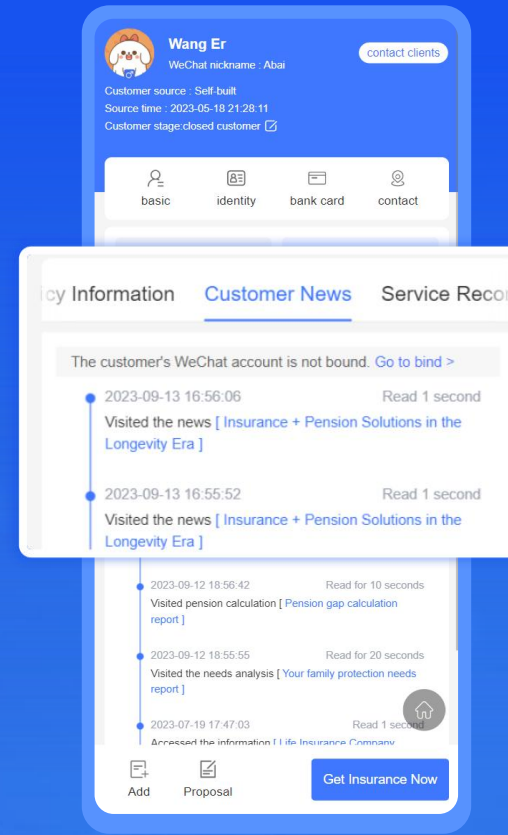 Wang Er
WeChat nickname : Abai
contact clients
Customer source : Self-built
Source time : 2023-05-18 21:28:11
Customer stage:closed customer
basic
identity
bank card
contact
icy Information
Customer News
Service Recor
The customer's WeChat account is not bound. Go to bind >
2023-09-13 16:56:06
Read 1 second
Visited the news [ Insurance + Pension Solutions in the
Longevity Era ]
2023-09-13 16:55:52
Read 1 second
Visited the news [ Insurance + Pension Solutions in the
Longevity Era ]
2023-09-12 18:56:42
Read for 10 seconds
Visited pension calculation [ Pension gap calculation
report ]
2023-09-12 18:55:55
Read for 20 seconds
Visited the needs analysis [ Your family protection needs
report ]
2023-07-19 17:47:03
Read 1 second
Accessed the information [ Life Insurance Company
Add
Proposal
Get Insurance Now